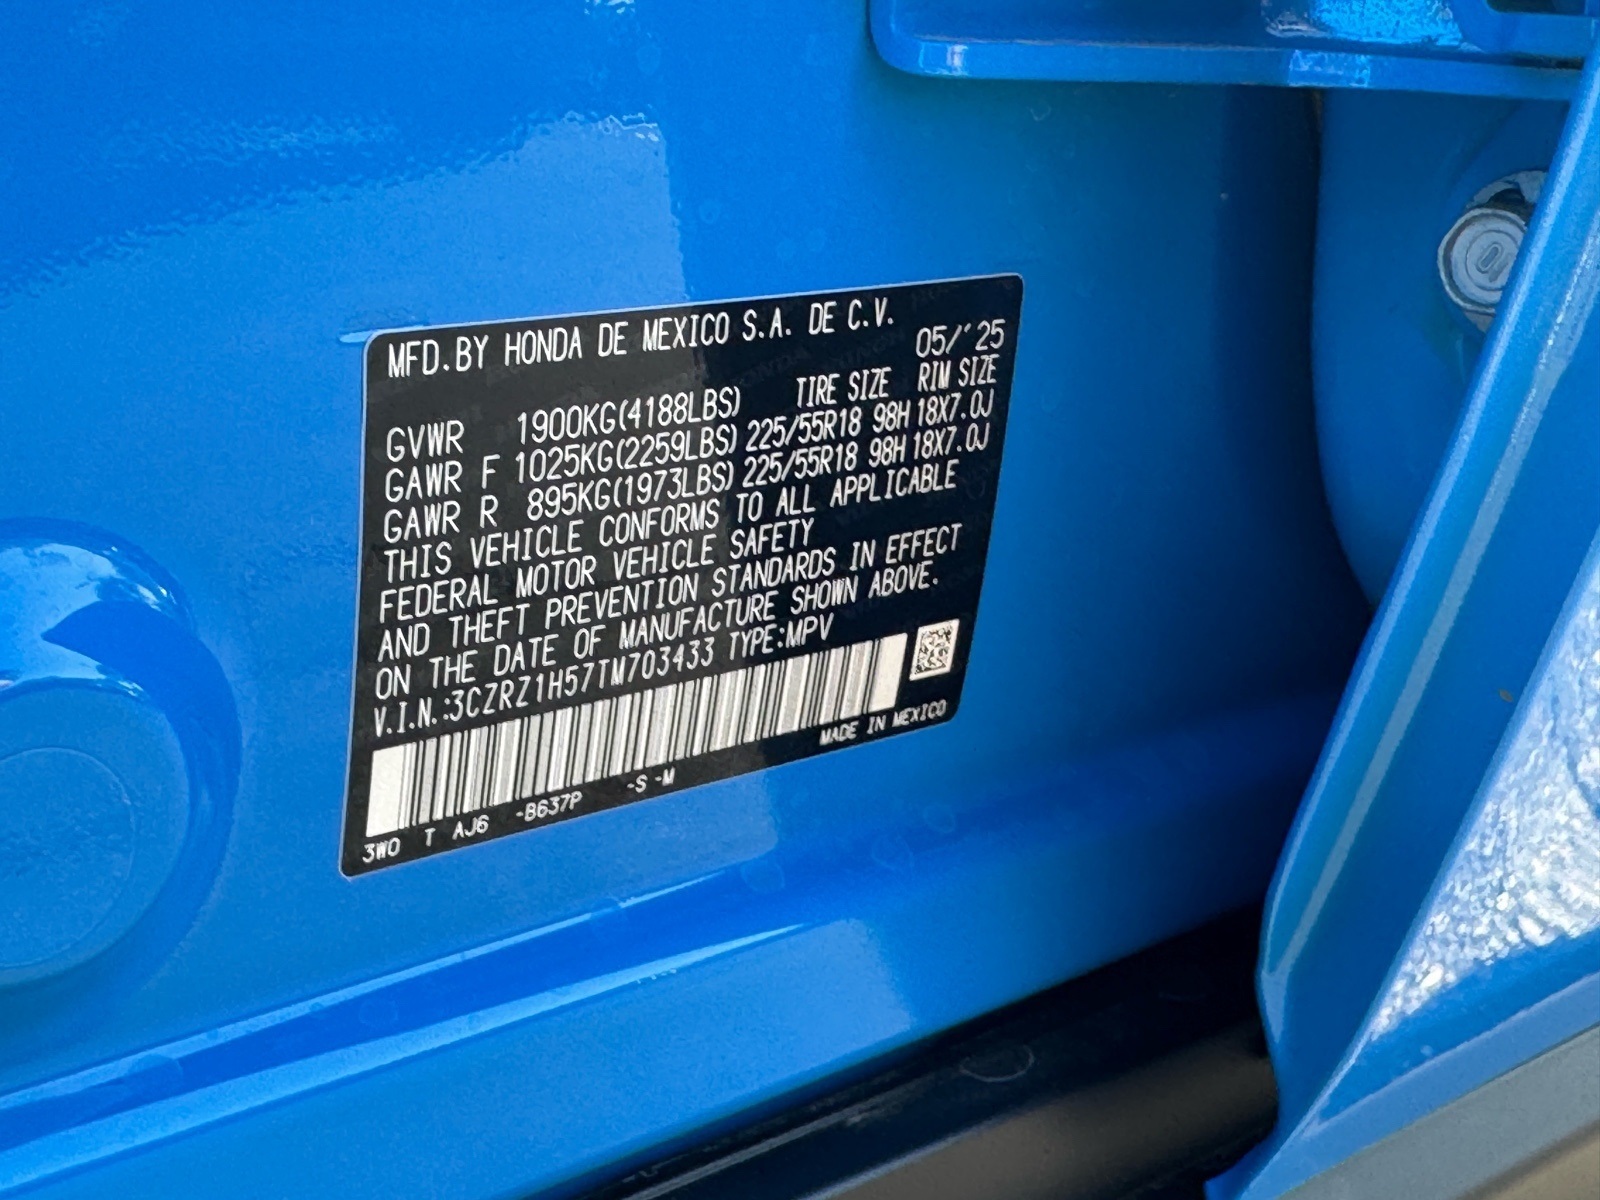 MFD.BY HONDA DE MEXICO S.A. DE C.V.
05/'25
TIRE SIZE RIM SIZE
GVWR 1900KG(4188LBS)
GAWR F 1025KG(2259LBS) 225/55R18 98H 18X7.0J
GAWR R 895KG(1973LBS) 225/55R18 98H 18X7.0J
THIS VEHICLE CONFORMS TO ALL APPLICABLE
FEDERAL MOTOR VEHICLE SAFETY
AND THEFT PREVENTION STANDARDS IN EFFECT
ON THE DATE OF MANUFACTURE SHOWN ABOVE.
V.I.N.:3CZRZ1H57TM703433 TYPE:MPV
MADE IN MEXICO
3W0 T AJ6 -B637P -S -M